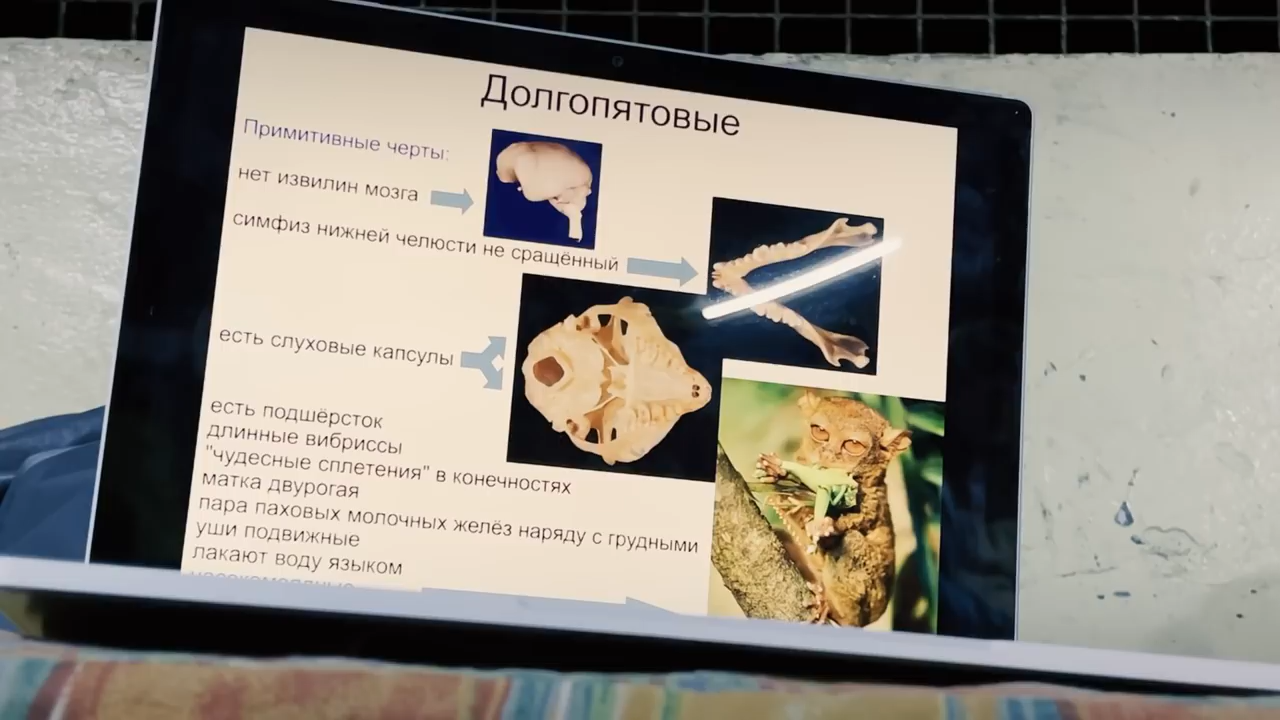 Долгопятовые
Примитивные черты:
нет извилин мозга
симфиз нижней челюсти не сращённый
есть слуховые капсулы
есть подшёрсток
длинные вибриссы
"чудесные сплетения" в конечностях
матка двурогая
пара паховых молочных желёз наряду с грудными
уши подвижные
лакают воду языком